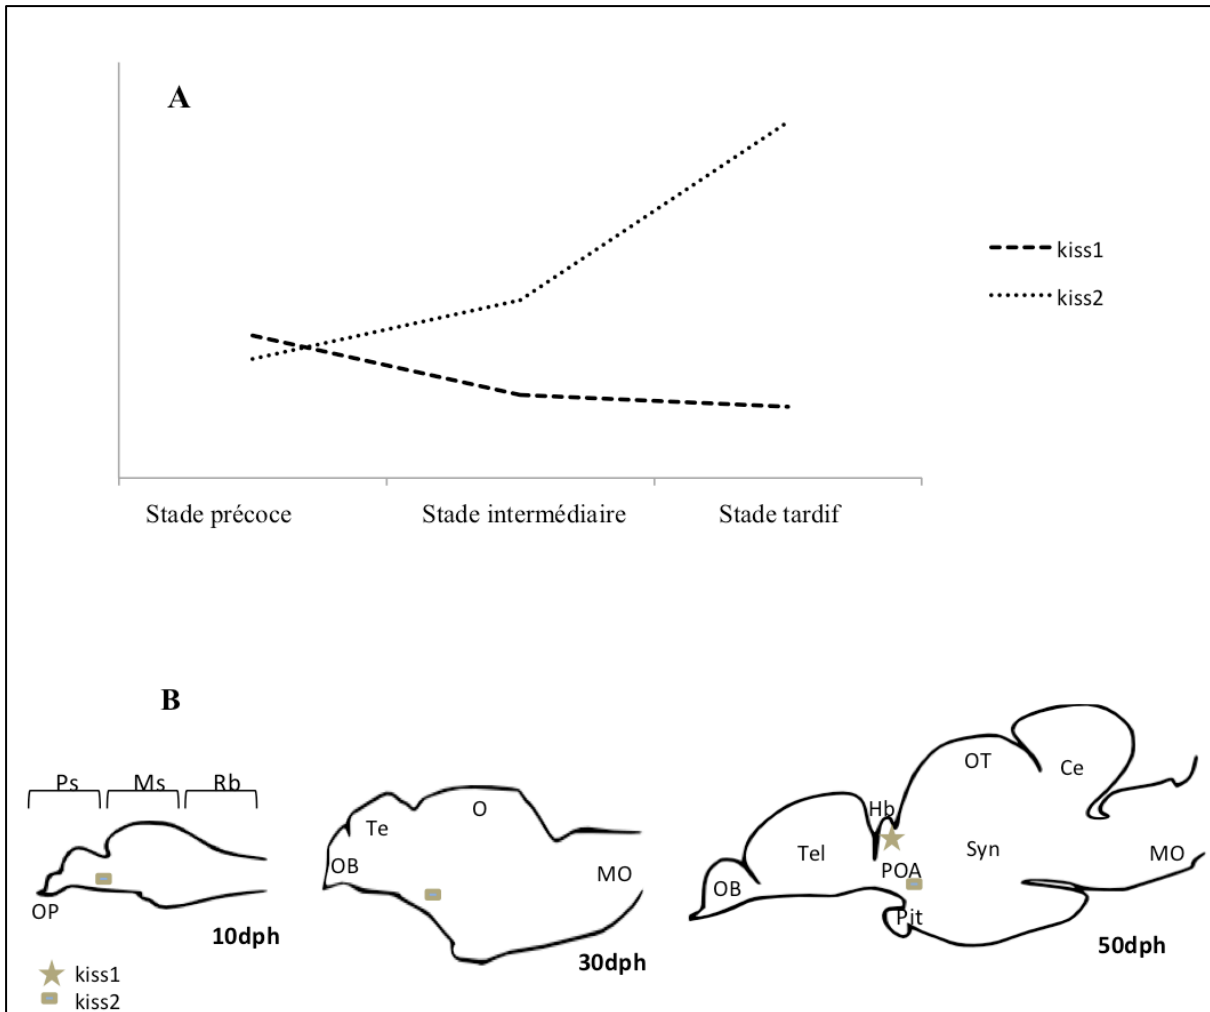 A
kiss1
kiss2
Stade précoce Stade intermédiaire Stade tardif
B
Ps Ms Rb
OP
10dph
Te O
OB
MO
30dph
OT Ce
Hb
Tel Syn MO
POA
OB
Pit
50dph
kiss1
kiss2